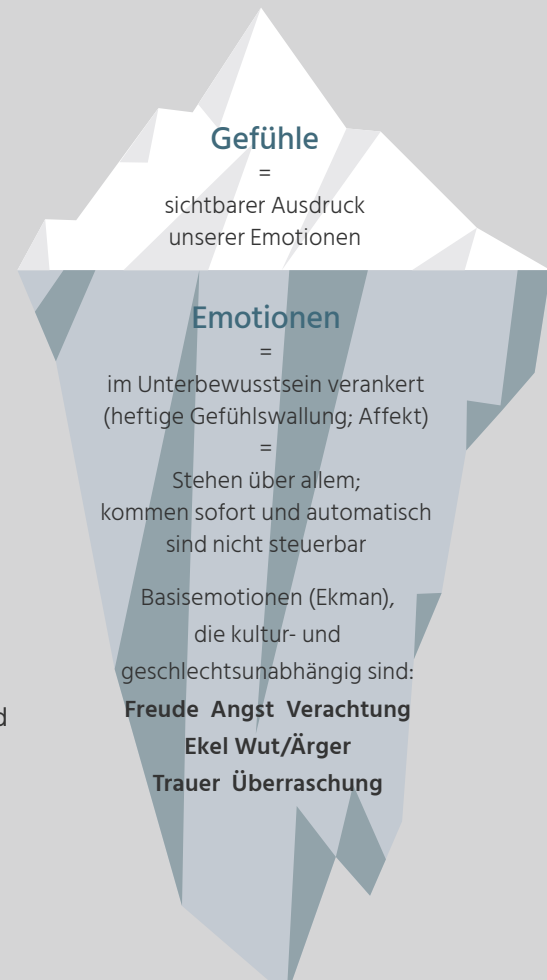 Gefühle
=
sichtbarer Ausdruck
unserer Emotionen
Emotionen
=
im Unterbewusstsein verankert
(heftige Gefühlswallung; Affekt)
=
Stehen über allem;
kommen sofort und automatisch
sind nicht steuerbar
Basisemotionen (Ekman),
die kultur- und
geschlechtsunabhängig sind:
Freude Angst Verachtung
Ekel Wut/Ärger
Trauer Überraschung